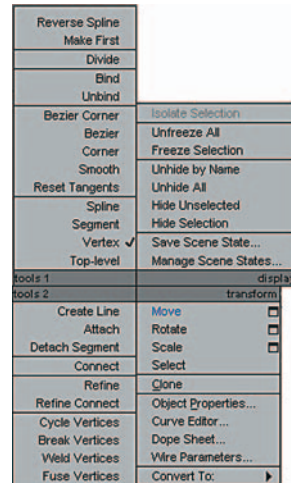 Reverse Spline
Make First
Divide
Bind
Unbind
Bezier Corner
Bezier
Corner
Smooth
Reset Tangents
Spline
Segment
Vertex ✓
Top-level
tools 1
Isolate Selection
Unfreeze All
Freeze Selection
Unhide by Name
Unhide All
Hide Unselected
Hide Selection
Save Scene State...
Manage Scene States...
display
tools 2
Create Line
Attach
Detach Segment
Connect
Refine
Refine Connect
Cycle Vertices
Break Vertices
Weld Vertices
Fuse Vertices
transform
Move
Rotate
Scale
Select
Clone
Object Properties...
Curve Editor...
Dope Sheet...
Wire Parameters...
Convert To: